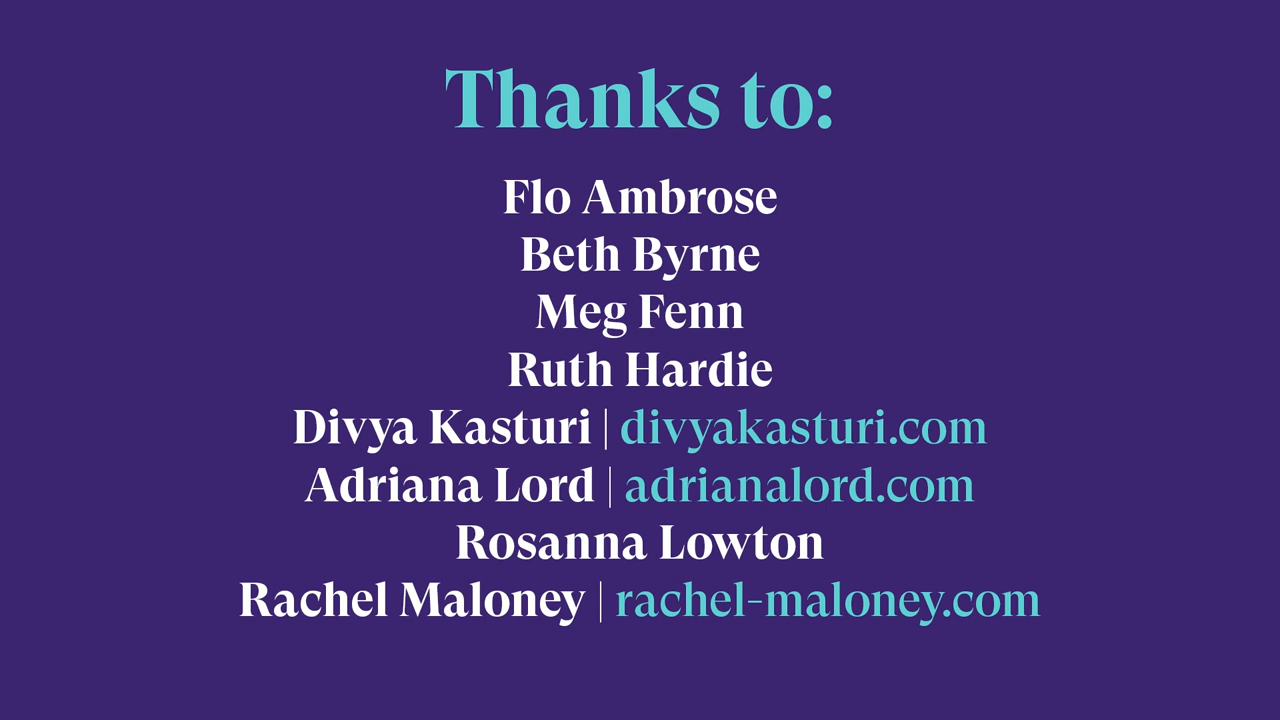 Thanks to:
Flo Ambrose
Beth Byrne
Meg Fenn
Ruth Hardie
Divya Kasturi | divyakasturi.com
Adriana Lord | adrianalord.com
Rosanna Lowton
Rachel Maloney | rachel-maloney.com